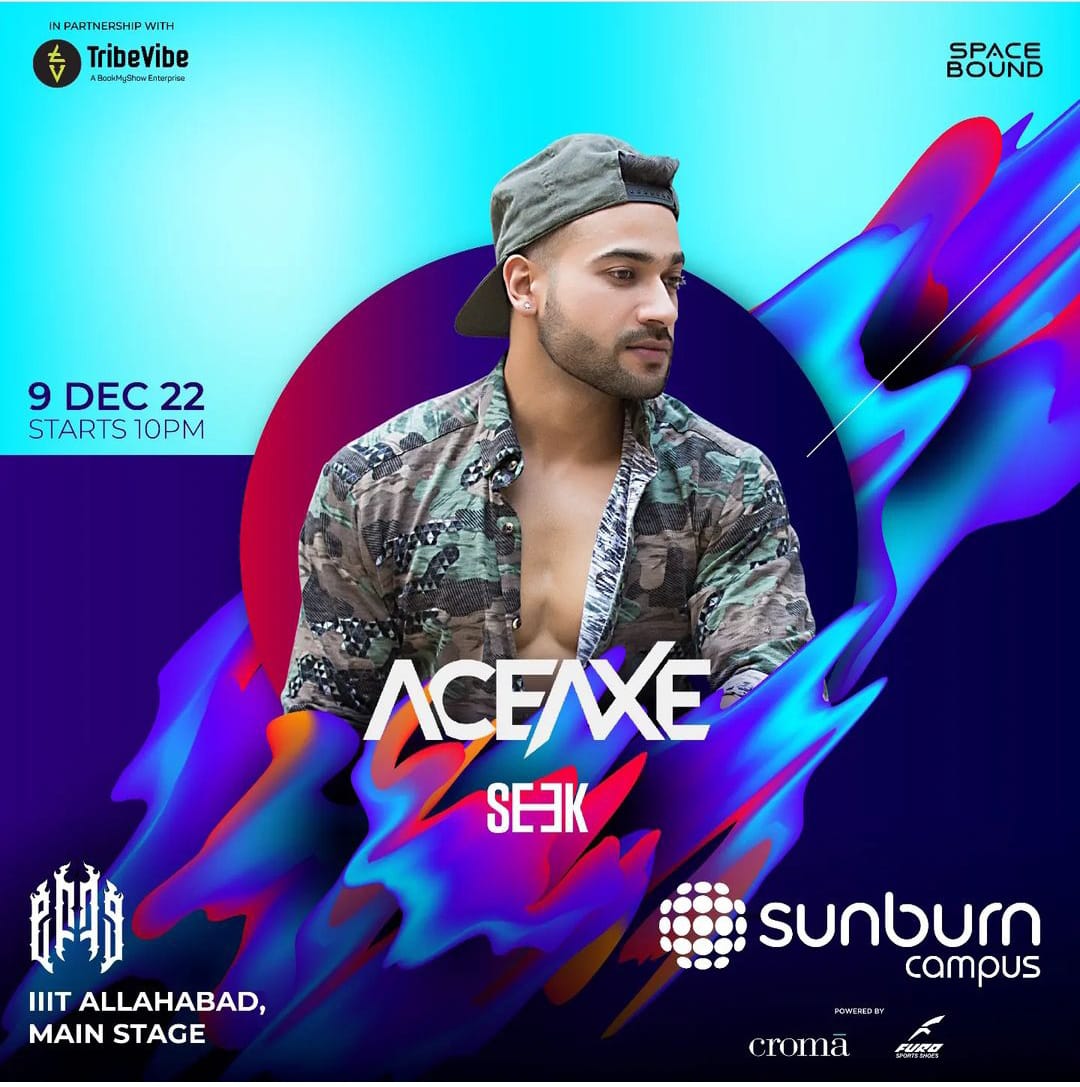 IN PARTNERSHIP WITH
TribeVibe
A BookMyShow Enterprise
SPACE
BOUND
9 DEC 22
STARTS 10PM
ACEAXE
SEEK
IIIT ALLAHABAD,
MAIN STAGE
sunburn
campus
POWERED BY
cromā
FURO
SPORTS SHOES